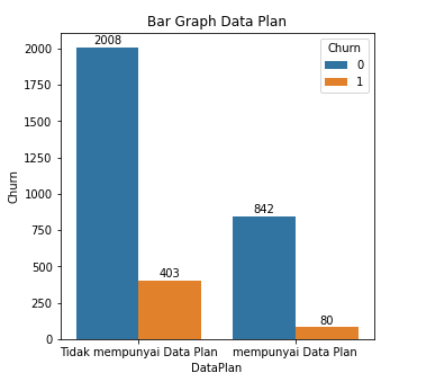 Bar Graph Data Plan
Churn
0
1
2000
1750
1500
1250
1000
750
500
250
0
Churn
2008
403
842
80
Tidak mempunyai Data Plan
mempunyai Data Plan
DataPlan